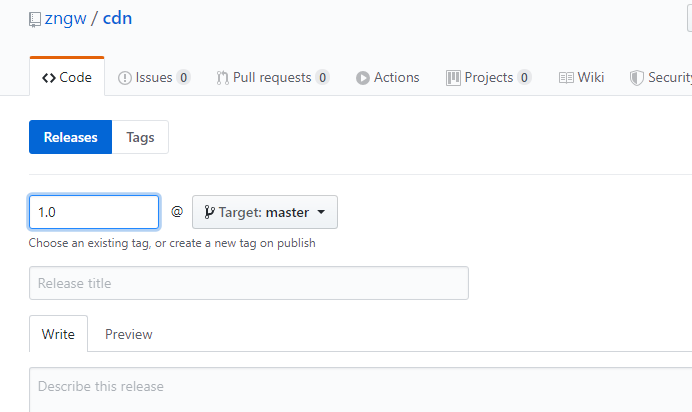 zngw / cdn
Code Issues 0 Pull requests 0 Actions Projects 0 Wiki Security
Releases Tags
1.0 @ Target: master
Choose an existing tag, or create a new tag on publish
Release title
Write Preview
Describe this release